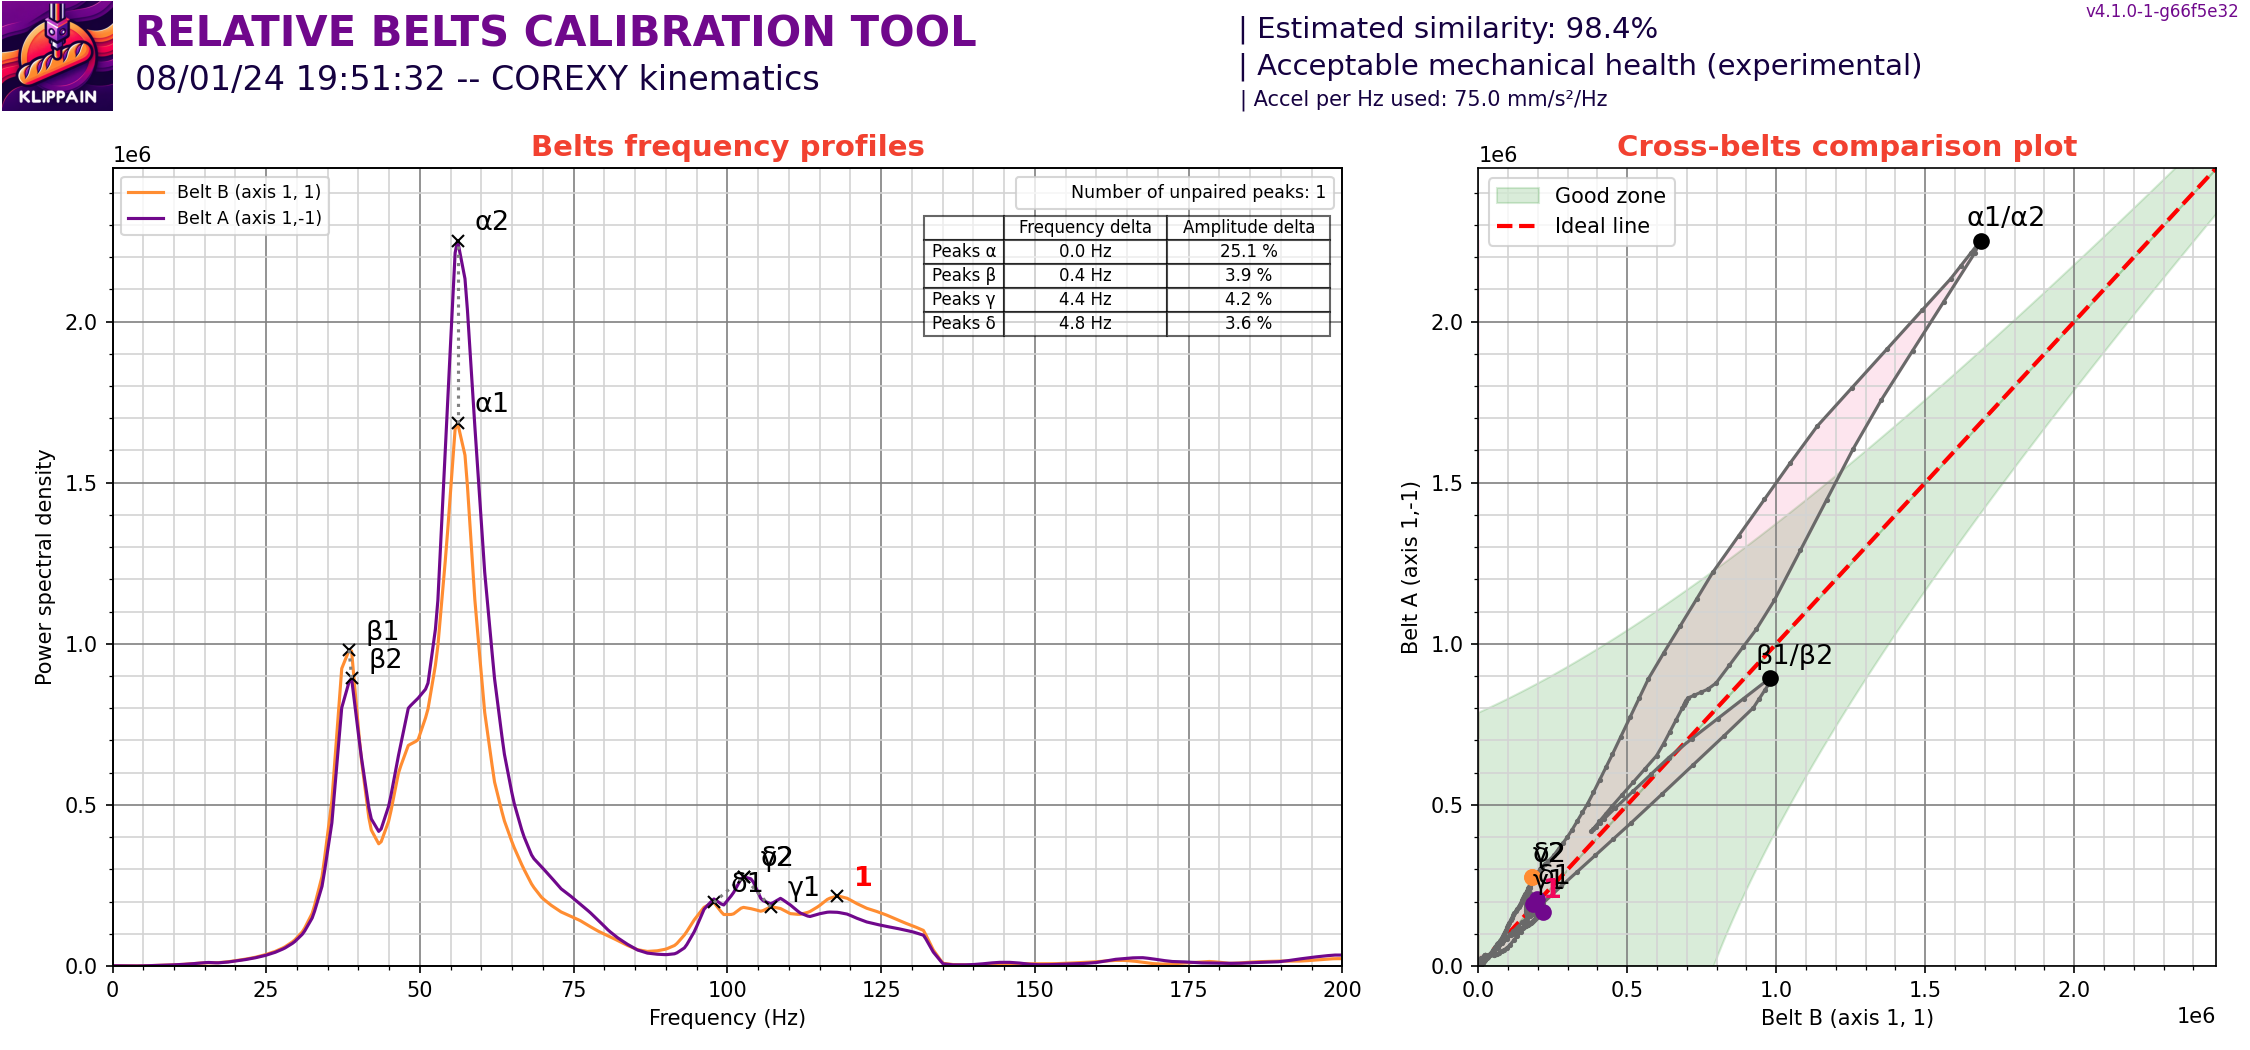 KLIPPAIN
RELATIVE BELTS CALIBRATION TOOL
08/01/24 19:51:32 -- COREXY kinematics
| Estimated similarity: 98.4%
| Acceptable mechanical health (experimental)
| Accel per Hz used: 75.0 mm/s²/Hz
v4.1.0-1-g66f5e32
Belts frequency profiles
1e6
Belt B (axis 1, 1)
Belt A (axis 1,-1)
Number of unpaired peaks: 1
Frequency delta Amplitude delta
Peaks α 0.0 Hz 25.1 %
Peaks β 0.4 Hz 3.9 %
Peaks γ 4.4 Hz 4.2 %
Peaks δ 4.8 Hz 3.6 %
α2
α1
β1
β2
δ2
γ2
δ1
γ1
1
Power spectral density
2.0
1.5
1.0
0.5
0.0
0 25 50 75 100 125 150 175 200
Frequency (Hz)
Cross-belts comparison plot
1e6
Good zone
Ideal line
α1/α2
β1/β2
δ2
γ2
δ1
γ1
1
Belt A (axis 1,-1)
2.0
1.5
1.0
0.5
0.0
0.0 0.5 1.0 1.5 2.0
Belt B (axis 1, 1)
1e6